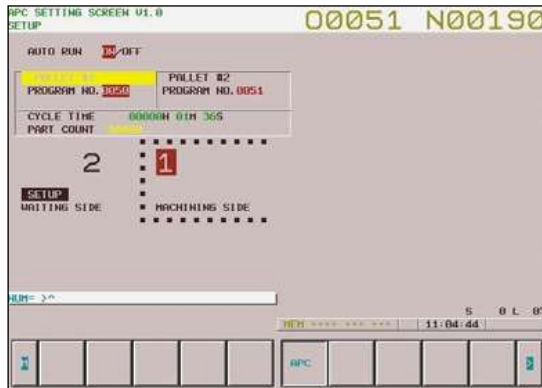 APC SETTING SCREEN V1.0 O0051 N00190
SETUP
AUTO RUN ON/OFF
PALLET #1 PALLET #2
PROGRAM NO. 0050 PROGRAM NO. 0051
CYCLE TIME 00000H 01M 36S
PART COUNT
2 1
SETUP
WAITING SIDE MACHINING SIDE
NUM= >^
S 0 L 0%
MEM **** *** *** 11:04:44
APC
>